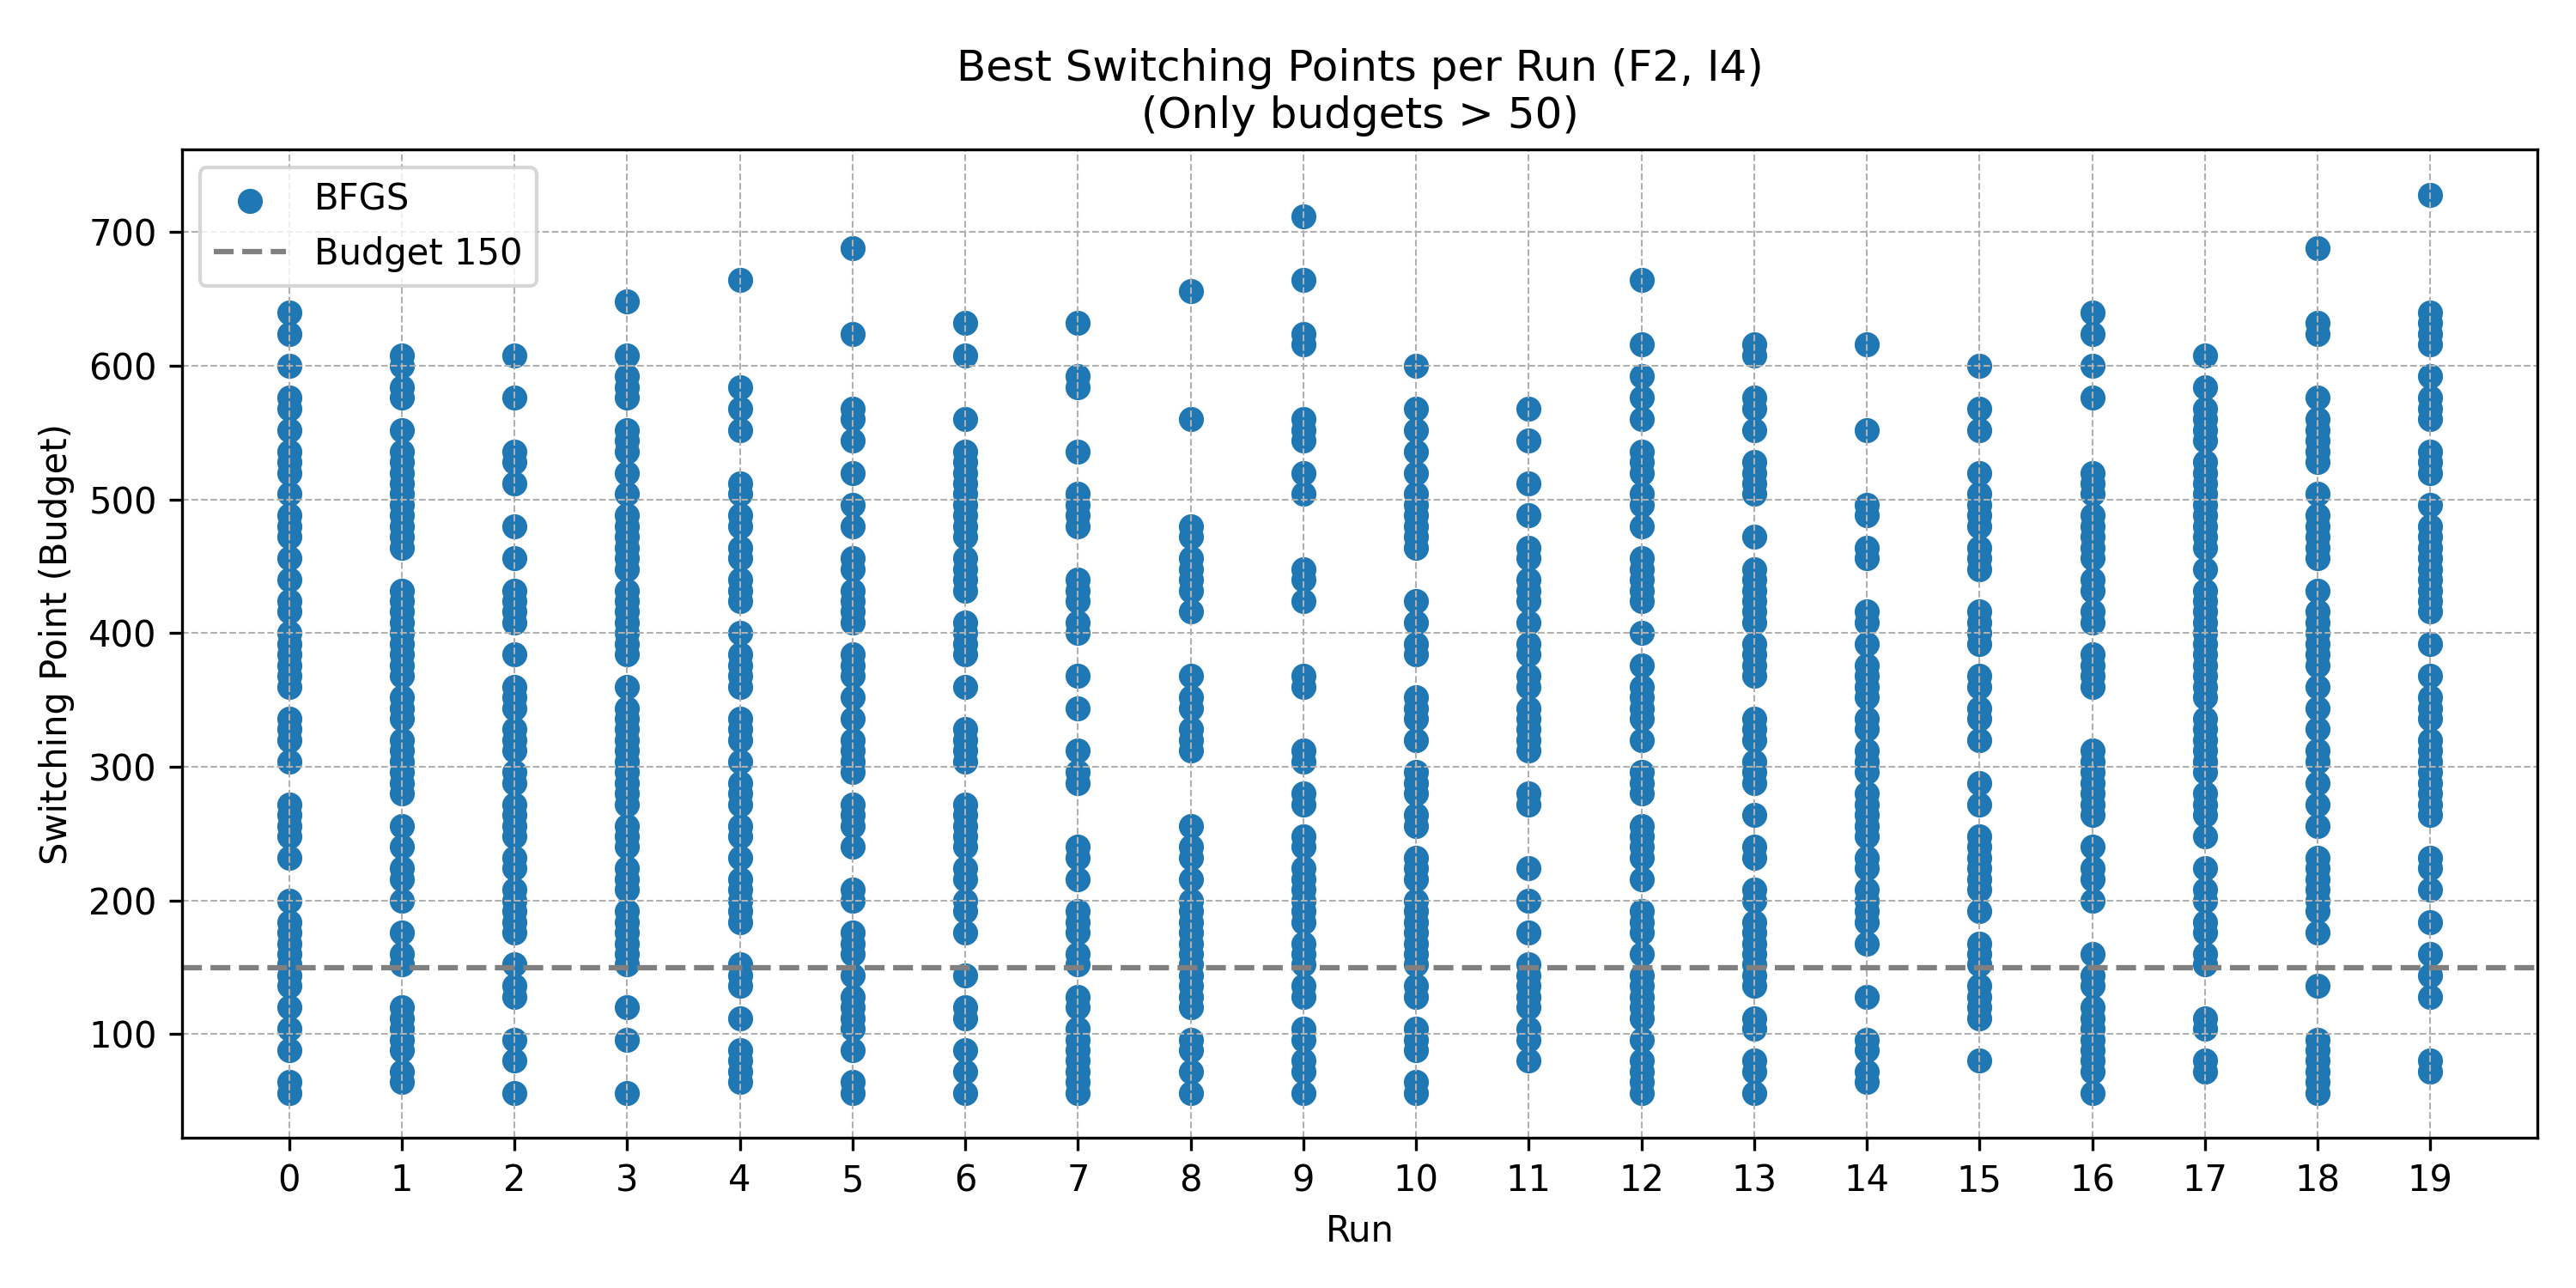 Best Switching Points per Run (F2, I4)
(Only budgets > 50)
BFGS
Budget 150
Switching Point (Budget)
700
600
500
400
300
200
100
0 1 2 3 4 5 6 7 8 9 10 11 12 13 14 15 16 17 18 19
Run